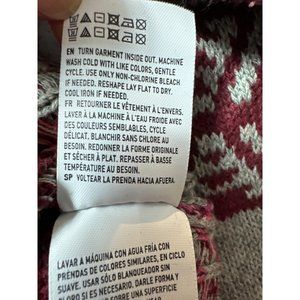 EN TURN GARMENT INSIDE OUT. MACHINE
WASH COLD WITH LIKE COLORS, GENTLE
CYCLE. USE ONLY NON-CHLORINE BLEACH
IF NEEDED. RESHAPE LAY FLAT TO DRY.
COOL IRON IF NEEDED.
FR RETOURNER LE VÊTEMENT À L'ENVERS.
LAVER À LA MACHINE À L'EAU FROIDE AVEC
DES COULEURS SEMBLABLES, CYCLE
DÉLICAT. BLANCHIR SANS CHLORE AU
BESOIN. REDONNER LA FORME ORIGINALE
ET SÉCHER À PLAT. REPASSER À BASSE
TEMPÉRATURE AU BESOIN.
SP VOLTEAR LA PRENDA HACIA AFUERA.
LAVAR A MÁQUINA CON AGUA FRÍA CON
PRENDAS DE COLORES SIMILARES, EN CICLO
SUAVE. USAR SÓLO BLANQUEADOR SIN
CLORO SI ES NECESARIO. DARLE FORMA Y
SOBRE UNA SUPERFICIE